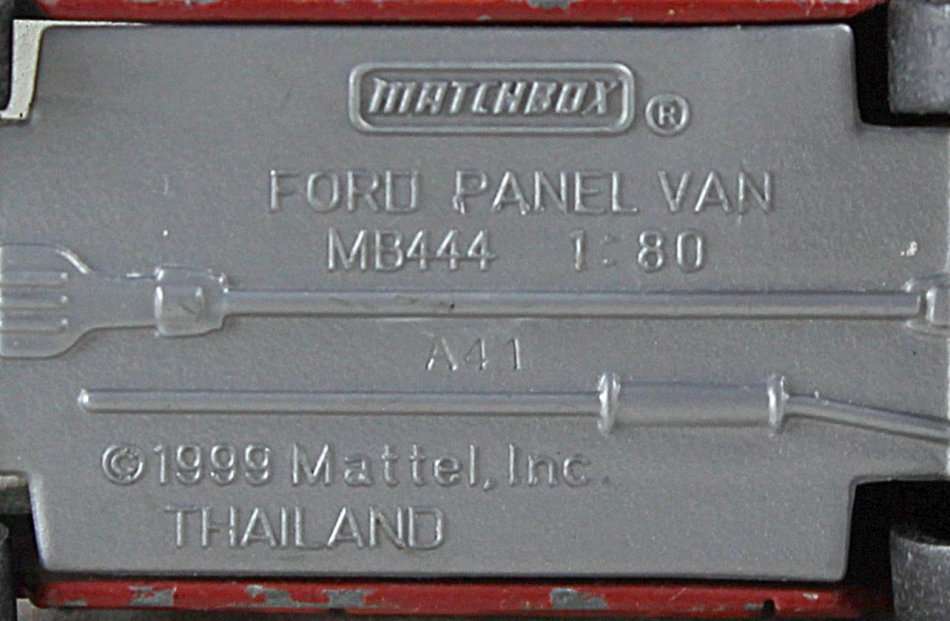 MATCHBOX ®
FORD PANEL VAN
MB444 1:80
A41
©1999 Mattel, Inc.
THAILAND